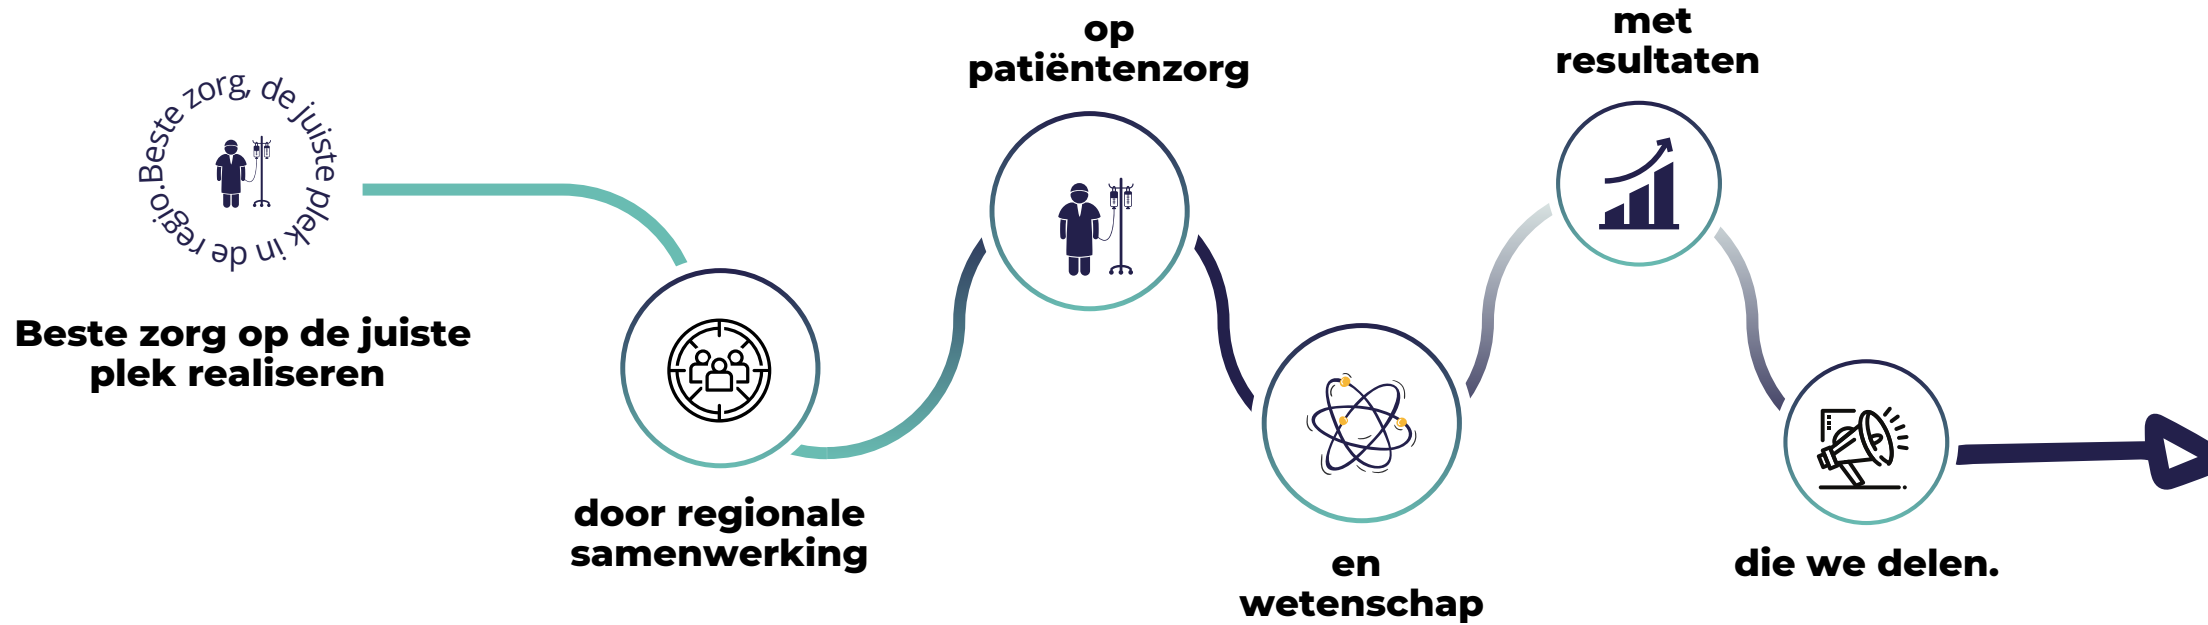 Beste zorg, de juiste plek in de regio.
Beste zorg op de juiste
plek realiseren
door regionale
samenwerking
op
patiëntenzorg
en
wetenschap
met
resultaten
die we delen.